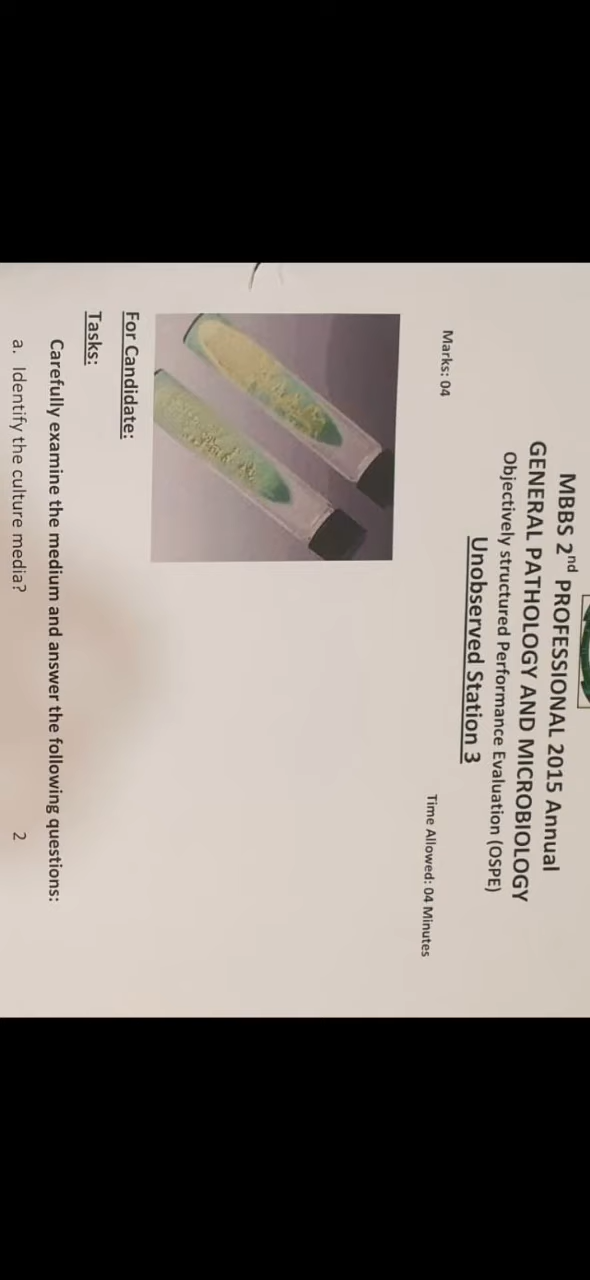 MBBS 2nd PROFESSIONAL 2015 Annual
GENERAL PATHOLOGY AND MICROBIOLOGY
Objectively structured Performance Evaluation (OSPE)
Unobserved Station 3
Marks: 04 Time Allowed: 04 Minutes
For Candidate:
Tasks:
Carefully examine the medium and answer the following questions:
a. Identify the culture media? 2